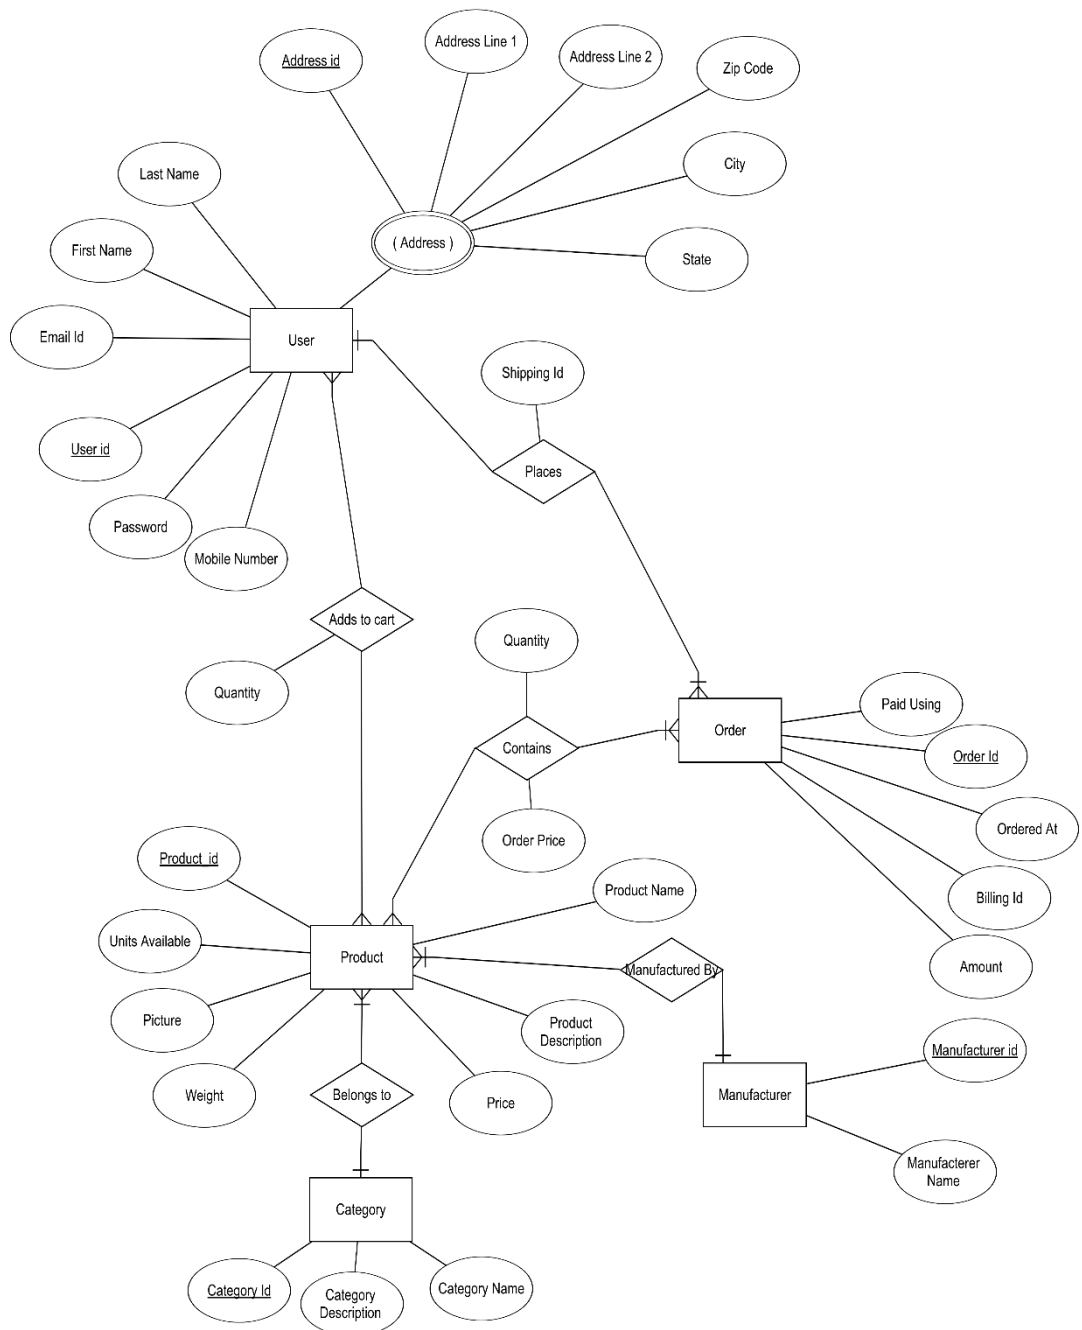 Address id
Address Line 1
Address Line 2
Zip Code
City
State
( Address )
Last Name
First Name
Email Id
User
User id
Password
Mobile Number
Shipping Id
Places
Adds to cart
Quantity
Quantity
Contains
Order Price
Order
Paid Using
Order Id
Ordered At
Billing Id
Amount
Product_id
Units Available
Picture
Weight
Product
Product Name
Product
Description
Price
Manufactured By
Manufacturer
Manufacturer id
Manufacterer
Name
Belongs to
Category
Category Id
Category
Description
Category Name